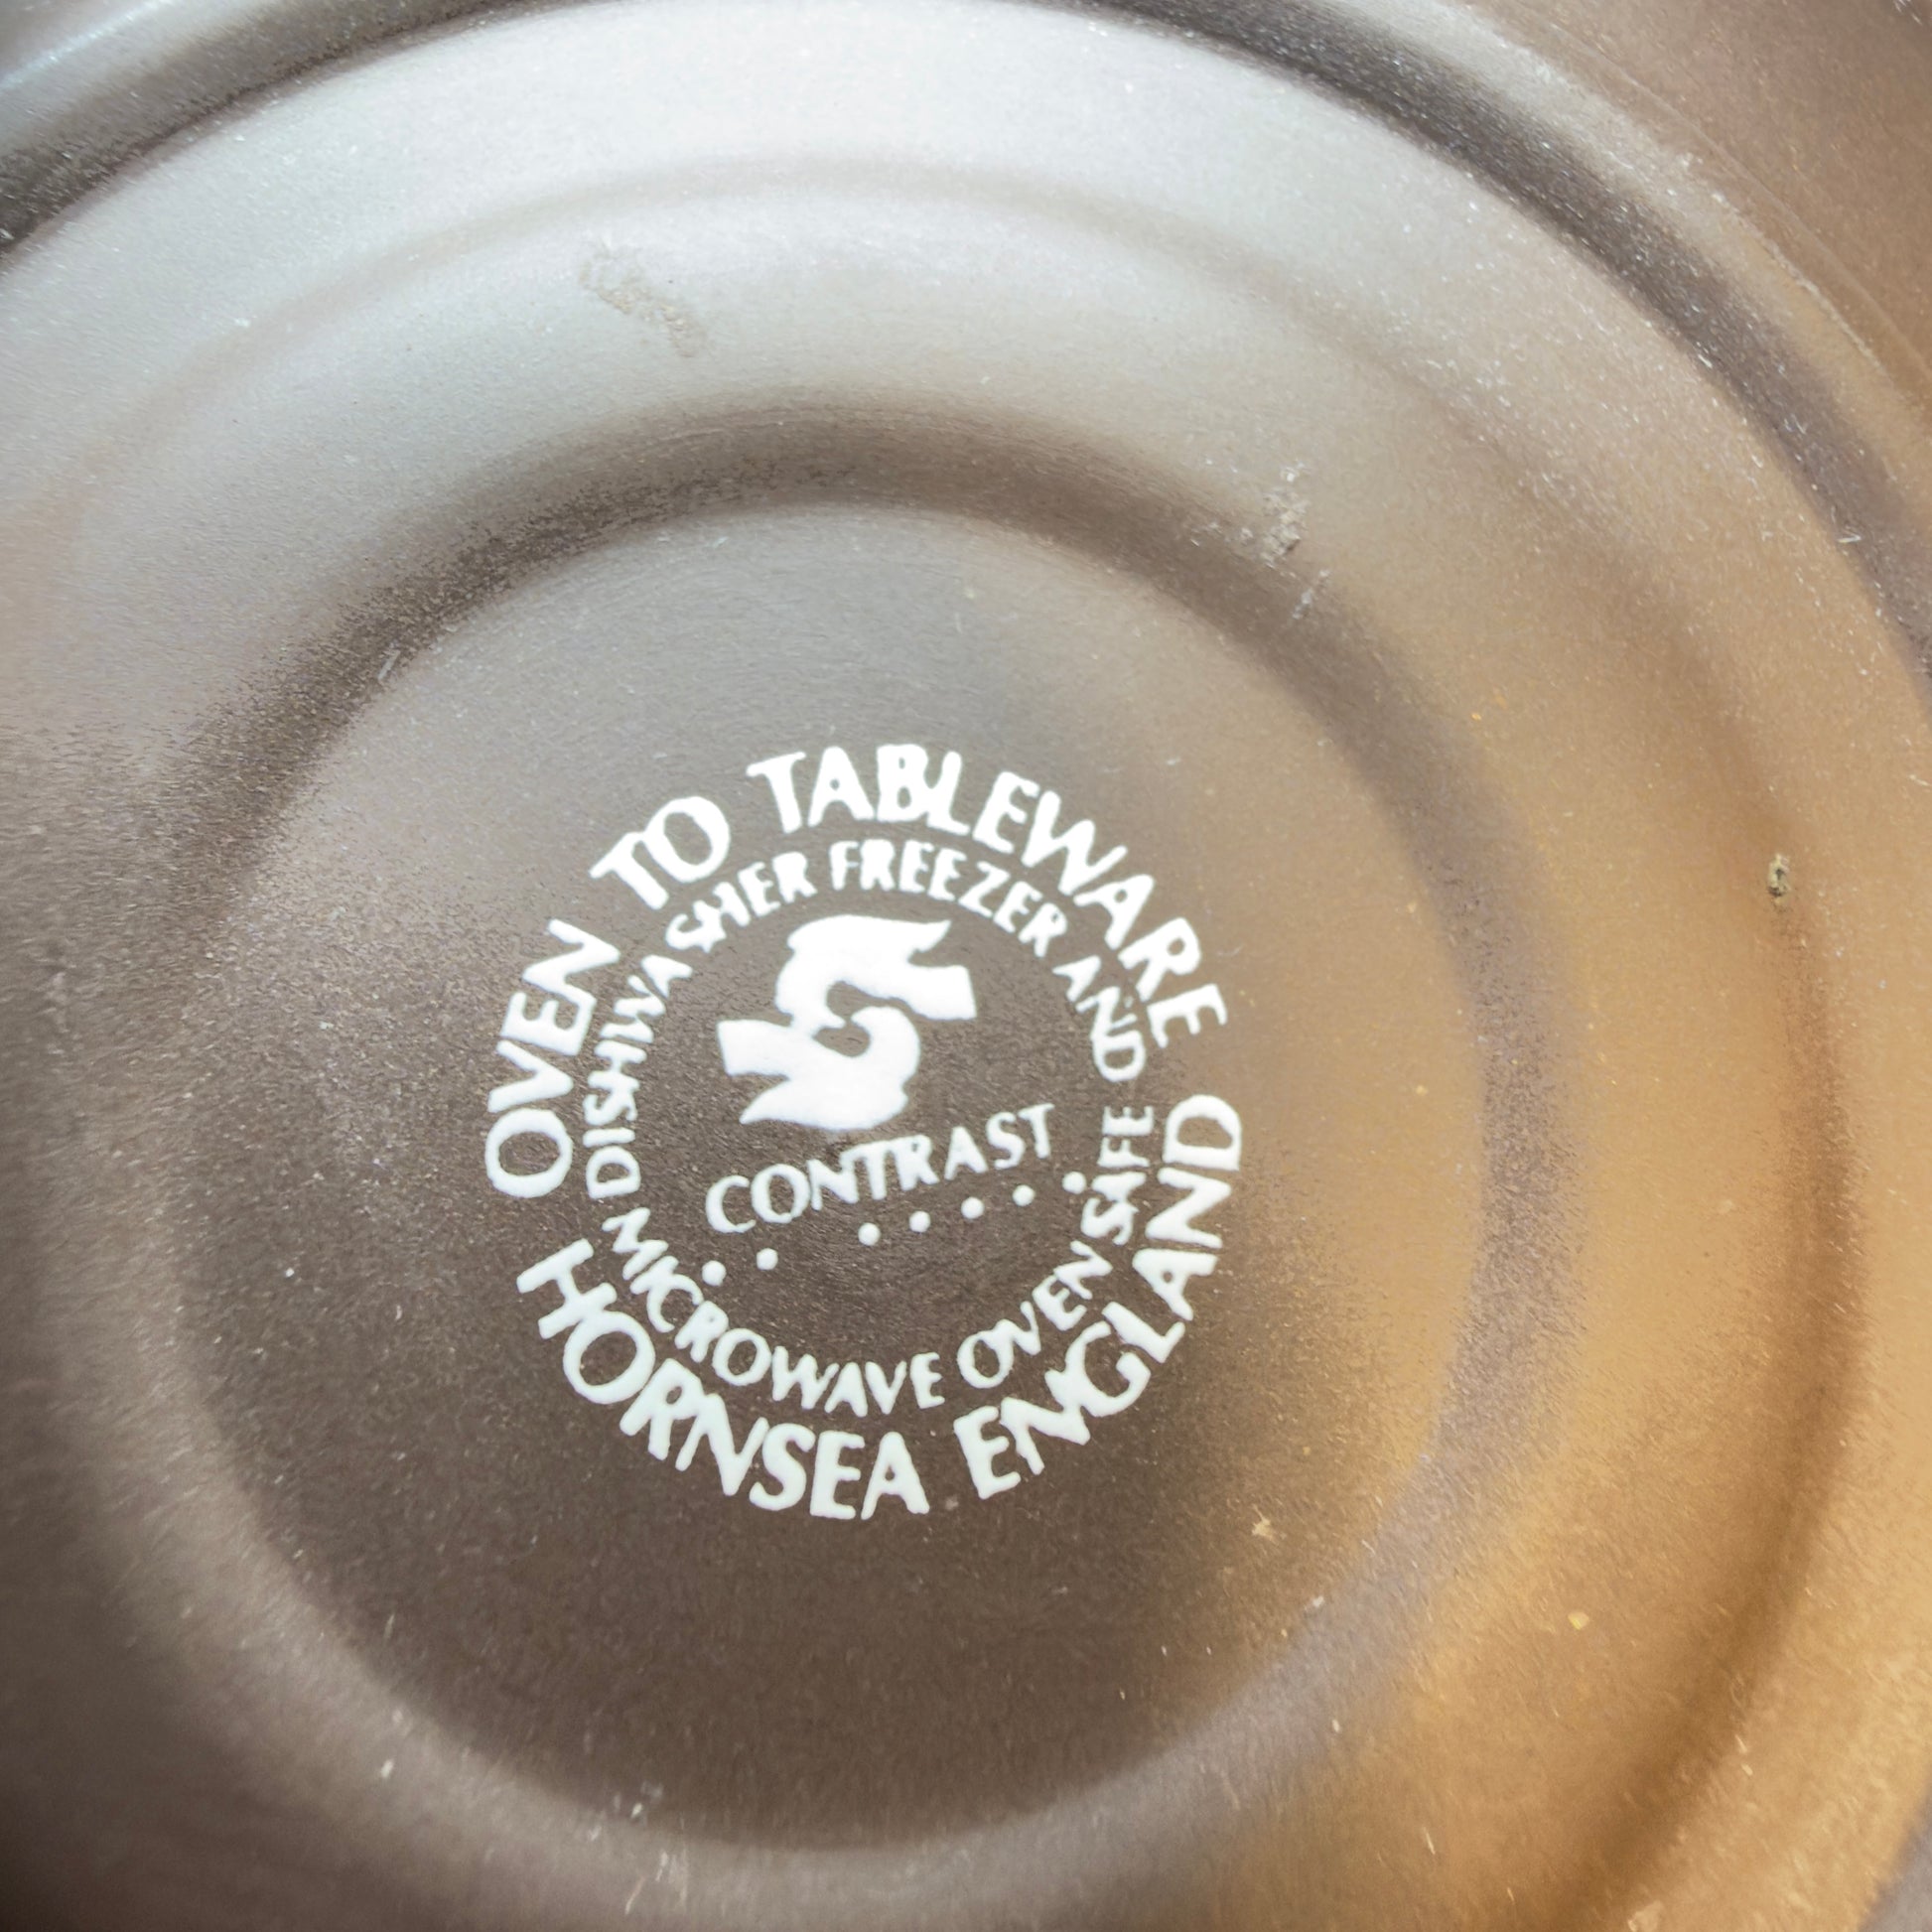 OVEN TO TABLEWARE
DISHWASHER FREEZER AND
CONTRAST
MICROWAVE OVEN SAFE
HORNSEA ENGLAND